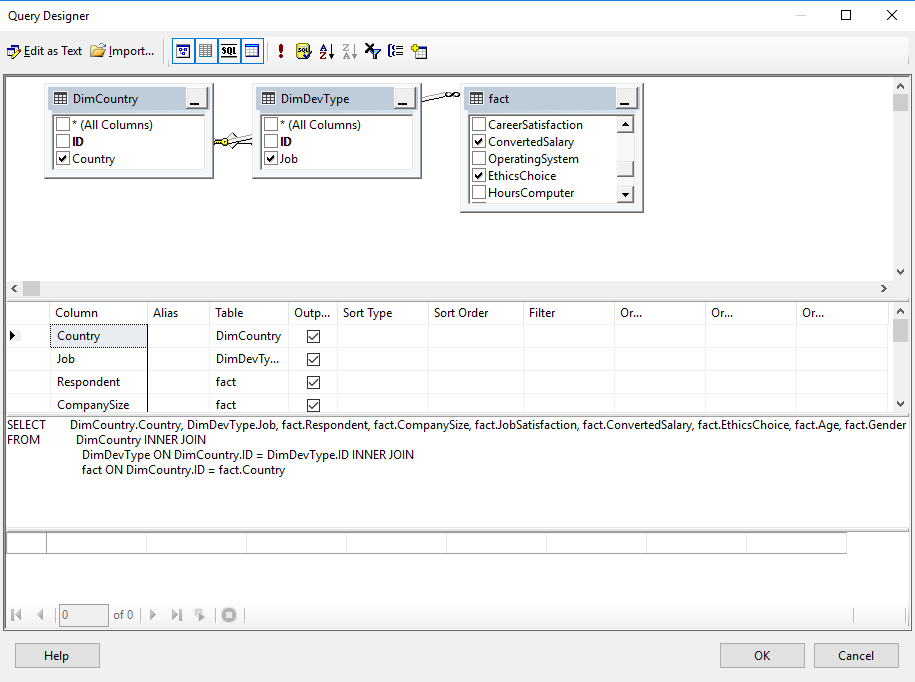 Query Designer
Edit as Text Import... SQL
DimCountry
* (All Columns)
ID
Country
DimDevType
* (All Columns)
ID
Job
fact
CareerSatisfaction
ConvertedSalary
OperatingSystem
EthicsChoice
HoursComputer
Column Alias Table Outp... Sort Type Sort Order Filter Or... Or... Or...
Country DimCountry
Job DimDevTy...
Respondent fact
CompanySize fact
SELECT DimCountry.Country, DimDevType.Job, fact.Respondent, fact.CompanySize, fact.JobSatisfaction, fact.ConvertedSalary, fact.EthicsChoice, fact.Age, fact.Gender
FROM DimCountry INNER JOIN
DimDevType ON DimCountry.ID = DimDevType.ID INNER JOIN
fact ON DimCountry.ID = fact.Country
0 of 0
Help OK Cancel